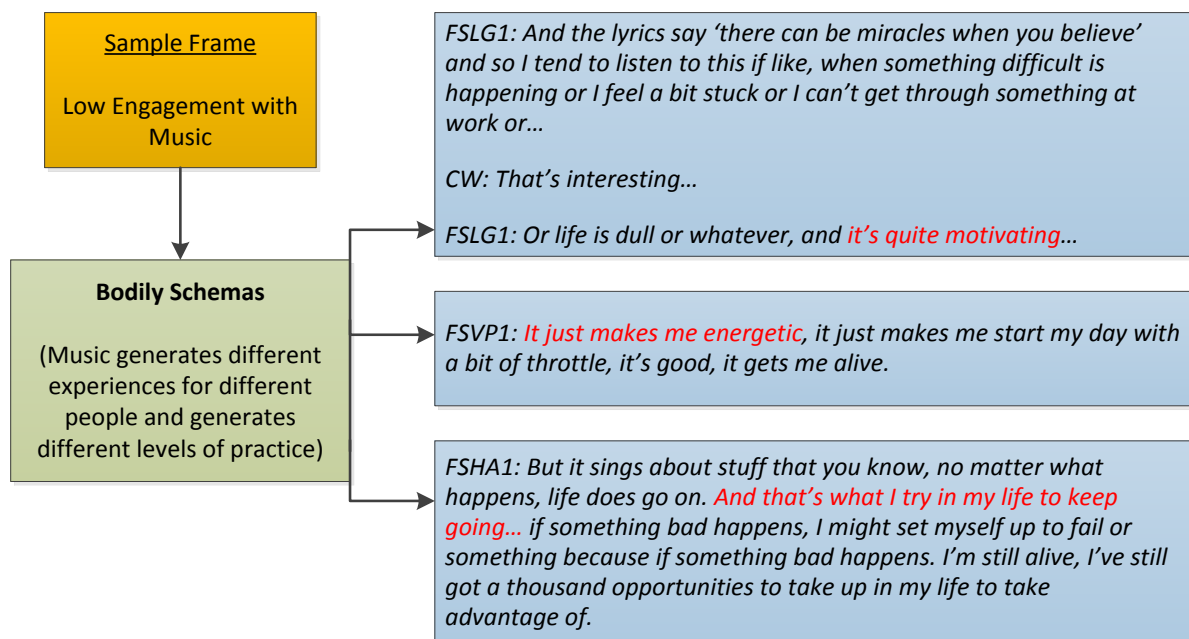 Sample Frame
Low Engagement with
Music
Bodily Schemas
(Music generates different
experiences for different
people and generates
different levels of practice)
FSLG1: And the lyrics say ‘there can be miracles when you believe’
and so I tend to listen to this if like, when something difficult is
happening or I feel a bit stuck or I can’t get through something at
work or…
CW: That’s interesting…
FSLG1: Or life is dull or whatever, and it’s quite motivating…
FSVP1: It just makes me energetic, it just makes me start my day with
a bit of throttle, it’s good, it gets me alive.
FSHA1: But it sings about stuff that you know, no matter what
happens, life does go on. And that’s what I try in my life to keep
going… if something bad happens, I might set myself up to fail or
something because if something bad happens. I’m still alive, I’ve still
got a thousand opportunities to take up in my life to take
advantage of.